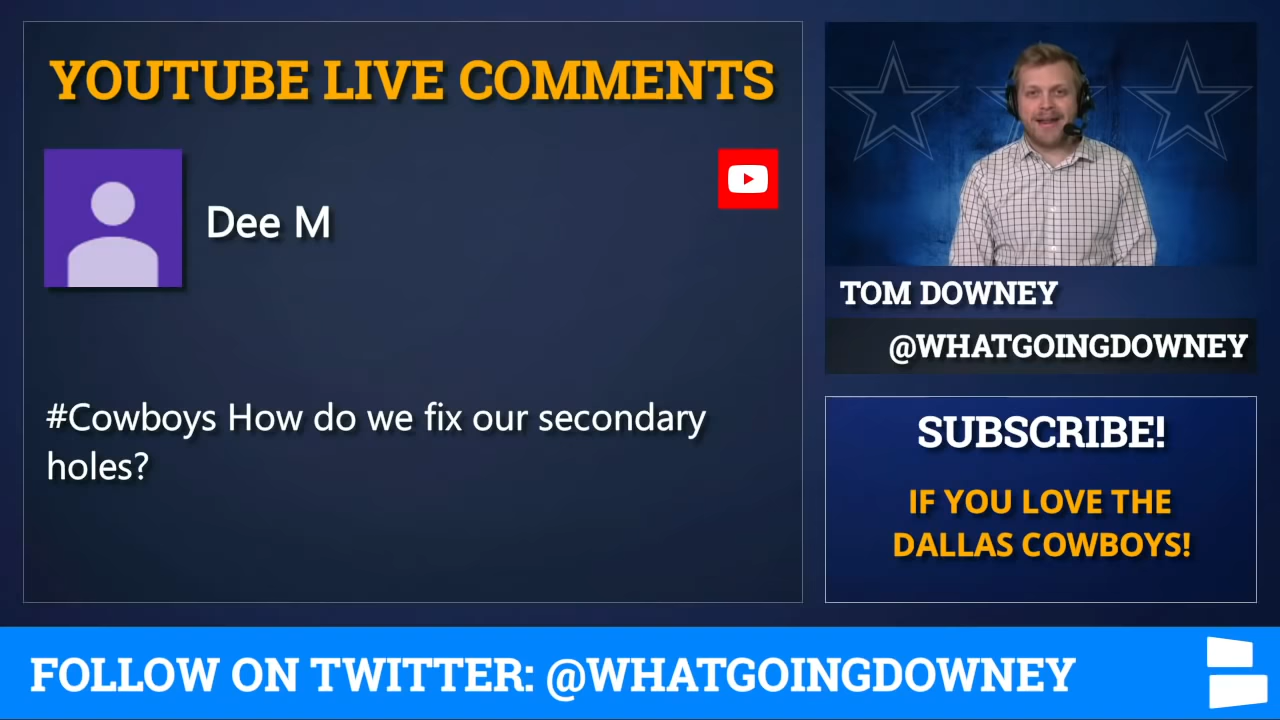 YOUTUBE LIVE COMMENTS
Dee M
#Cowboys How do we fix our secondary
holes?
TOM DOWNEY
@WHATGOINGDOWNEY
SUBSCRIBE!
IF YOU LOVE THE
DALLAS COWBOYS!
FOLLOW ON TWITTER: @WHATGOINGDOWNEY